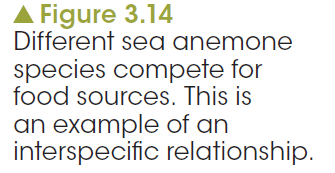 ▲ Figure 3.14
Different sea anemone
species compete for
food sources. This is
an example of an
interspecific relationship.